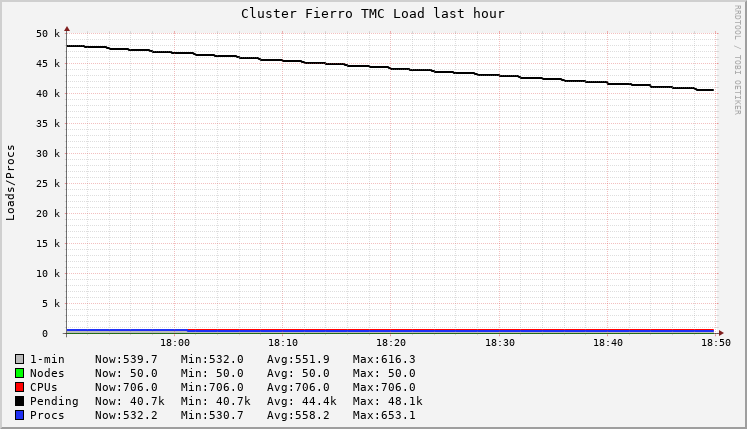 Cluster Fierro TMC Load last hour
RRDTOOL / TOBI OETIKER
Loads/Procs
50 k
45 k
40 k
35 k
30 k
25 k
20 k
15 k
10 k
5 k
0
18:00 18:10 18:20 18:30 18:40 18:50
1-min Now:539.7 Min:532.0 Avg:551.9 Max:616.3
Nodes Now: 50.0 Min: 50.0 Avg: 50.0 Max: 50.0
CPUs Now:706.0 Min:706.0 Avg:706.0 Max:706.0
Pending Now: 40.7k Min: 40.7k Avg: 44.4k Max: 48.1k
Procs Now:532.2 Min:530.7 Avg:558.2 Max:653.1